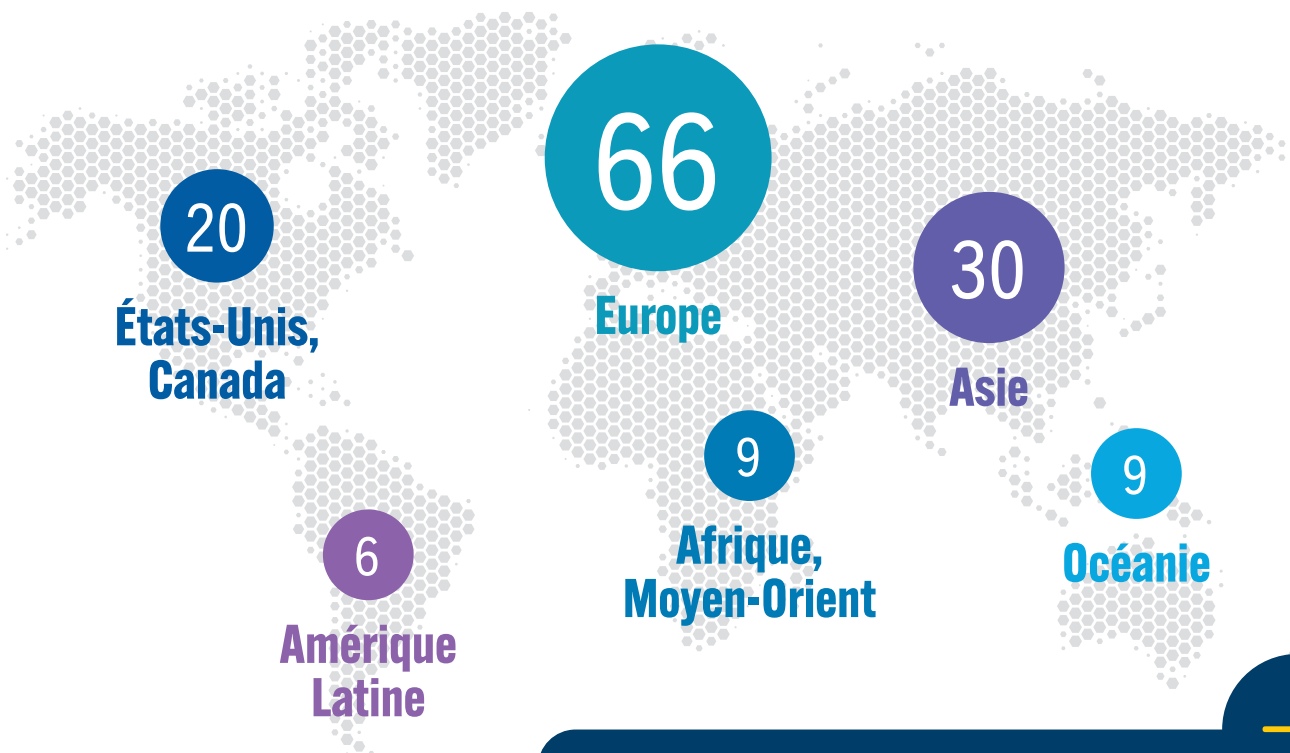 20
États-Unis,
Canada
66
Europe
30
Asie
6
Amérique
Latine
9
Afrique,
Moyen-Orient
9
Océanie